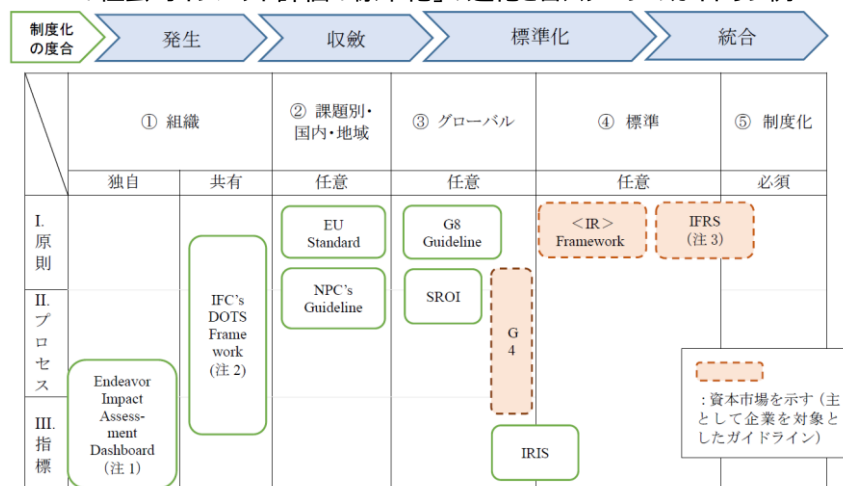 制度化
の度合
発生
収斂
標準化
統合
① 組織
② 課題別・
国内・地域
③ グローバル
④ 標準
⑤ 制度化
独自
共有
任意
任意
任意
必須
I.
原
則
EU
Standard
G8
Guideline
<IR>
Framework
IFRS
(注 3)
IFC's
DOTS
Frame
work
(注 2)
NPC's
Guideline
SROI
G
4
II.
プ
ロ
セ
ス
Endeavor
Impact
Assess-
ment
Dashboard
(注 1)
III.
指
標
IRIS
：資本市場を示す（主
として企業を対象と
したガイドライン）